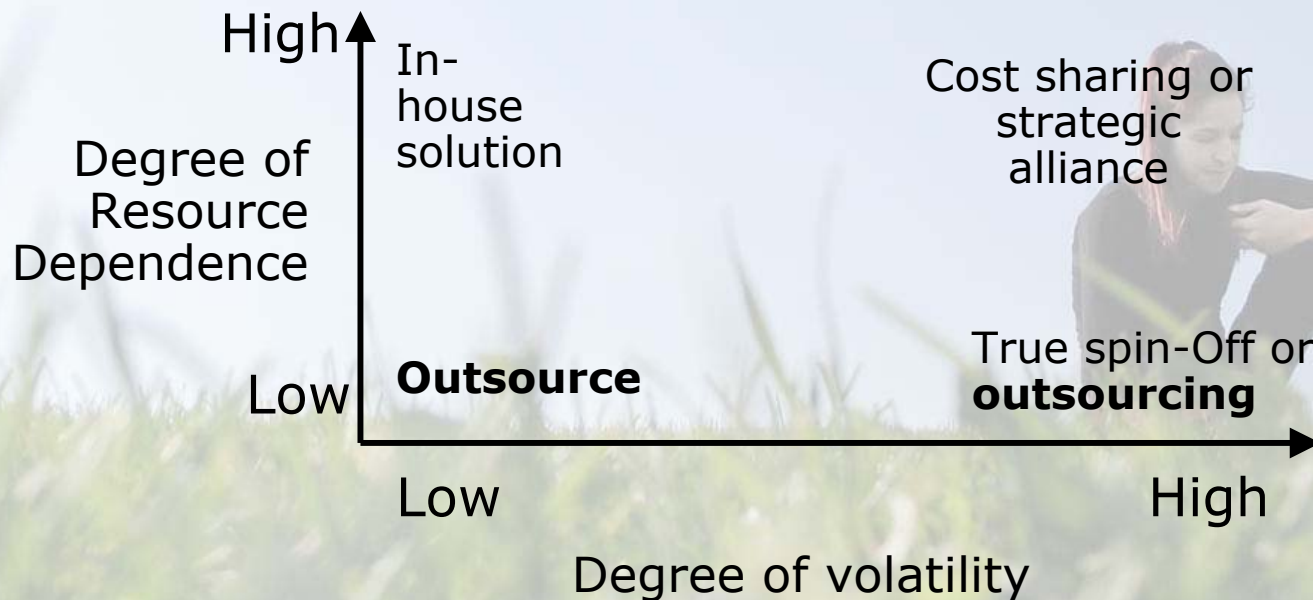 High
In-
house
solution
Cost sharing or
strategic
alliance
Degree of
Resource
Dependence
Low
Outsource
True spin-Off or
outsourcing
Low
High
Degree of volatility